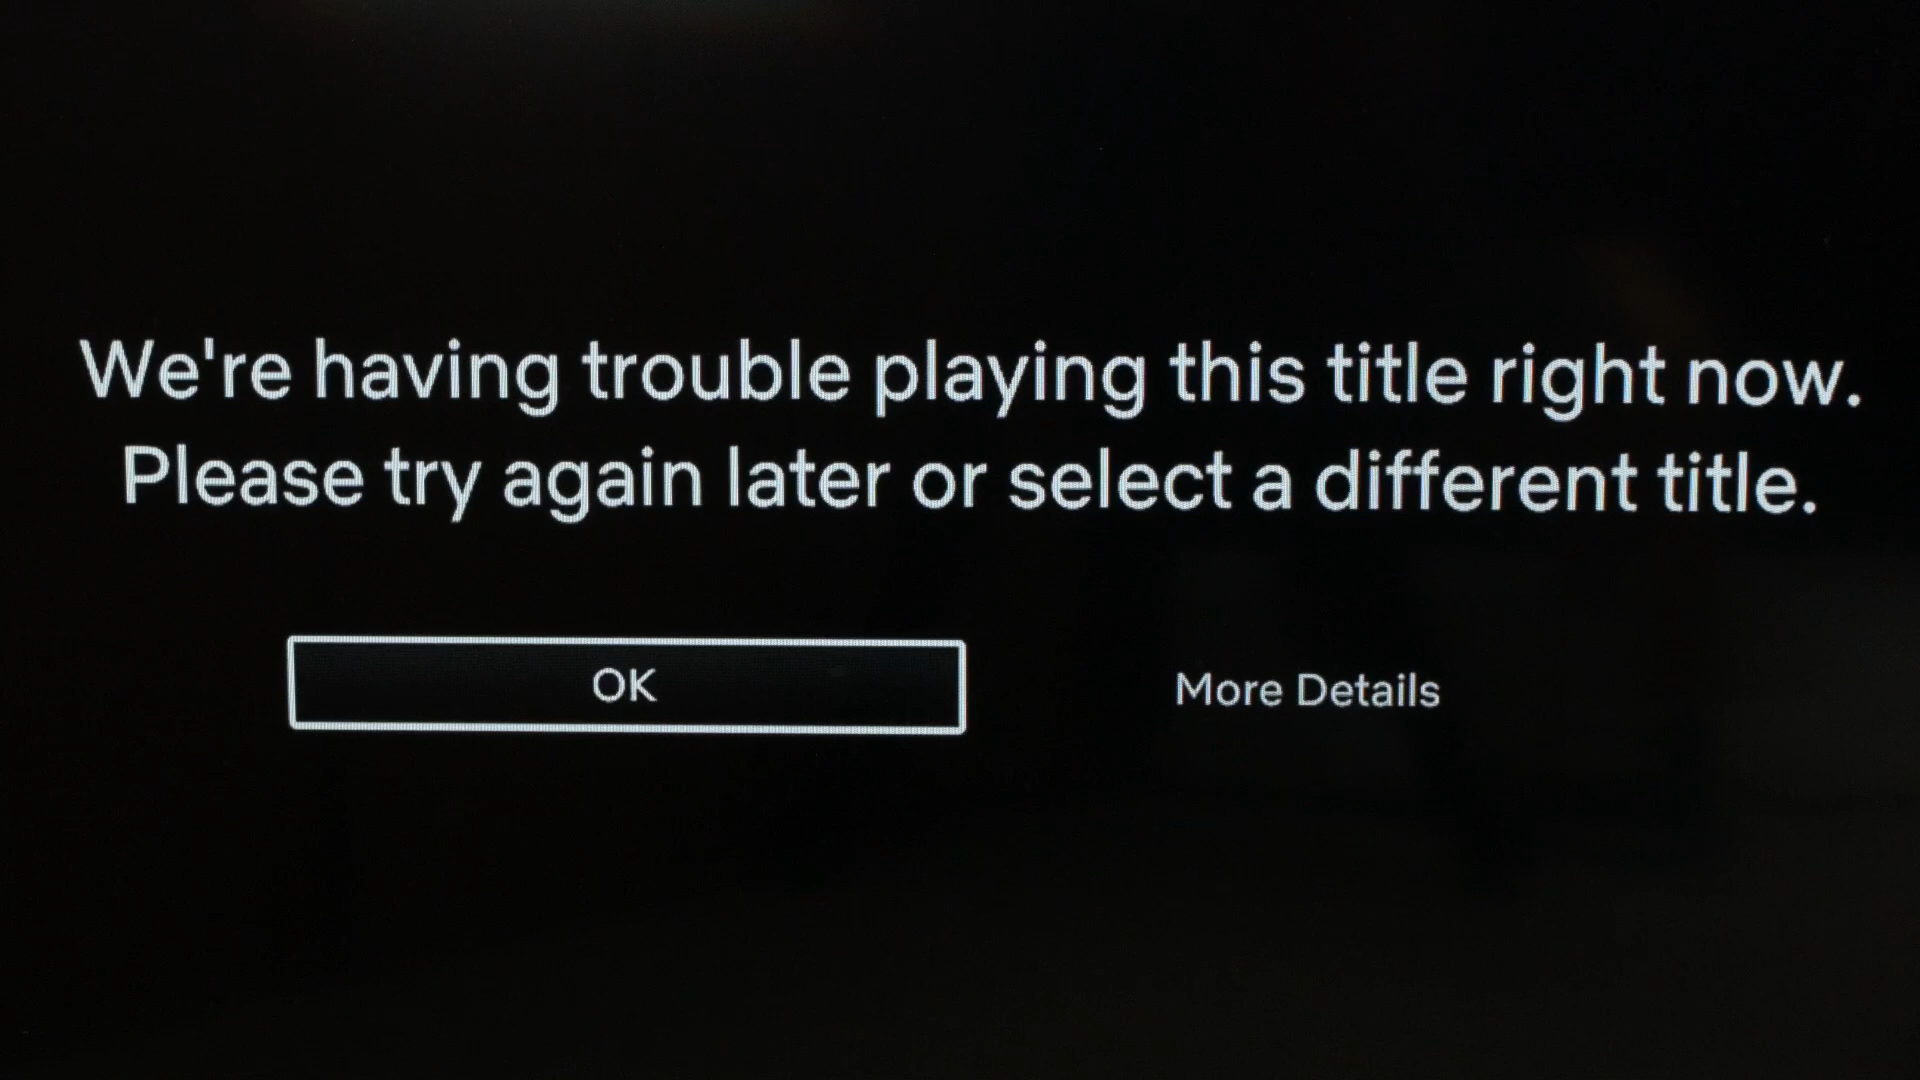 We're having trouble playing this title right now.
Please try again later or select a different title.
OK
More Details